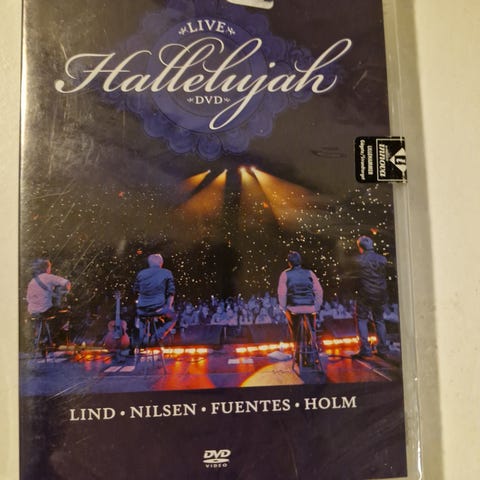 LIVE
Hallelujah
DVD
LIND • NILSEN • FUENTES • HOLM
DVD
VIDEO